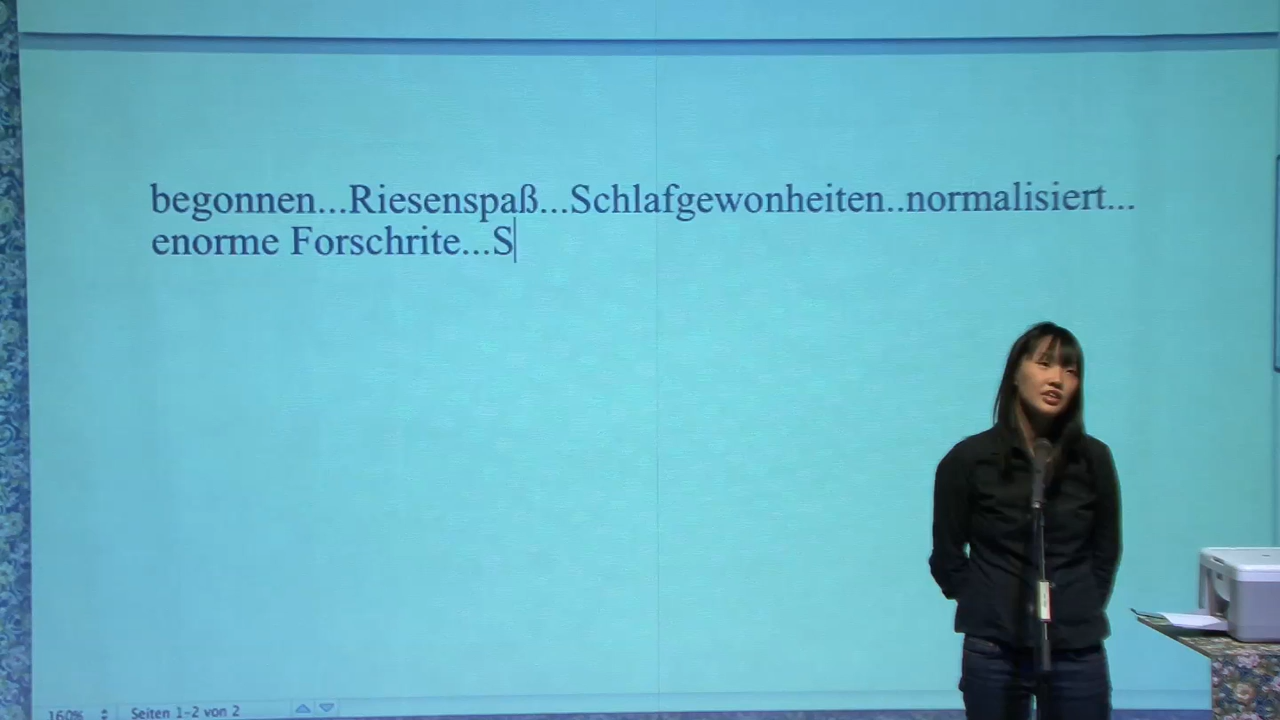 begonnen...Riesenspaß...Schlafgewonheiten..normalisiert...
enorme Forschrite...S
160% Seiten 1-2 von 2